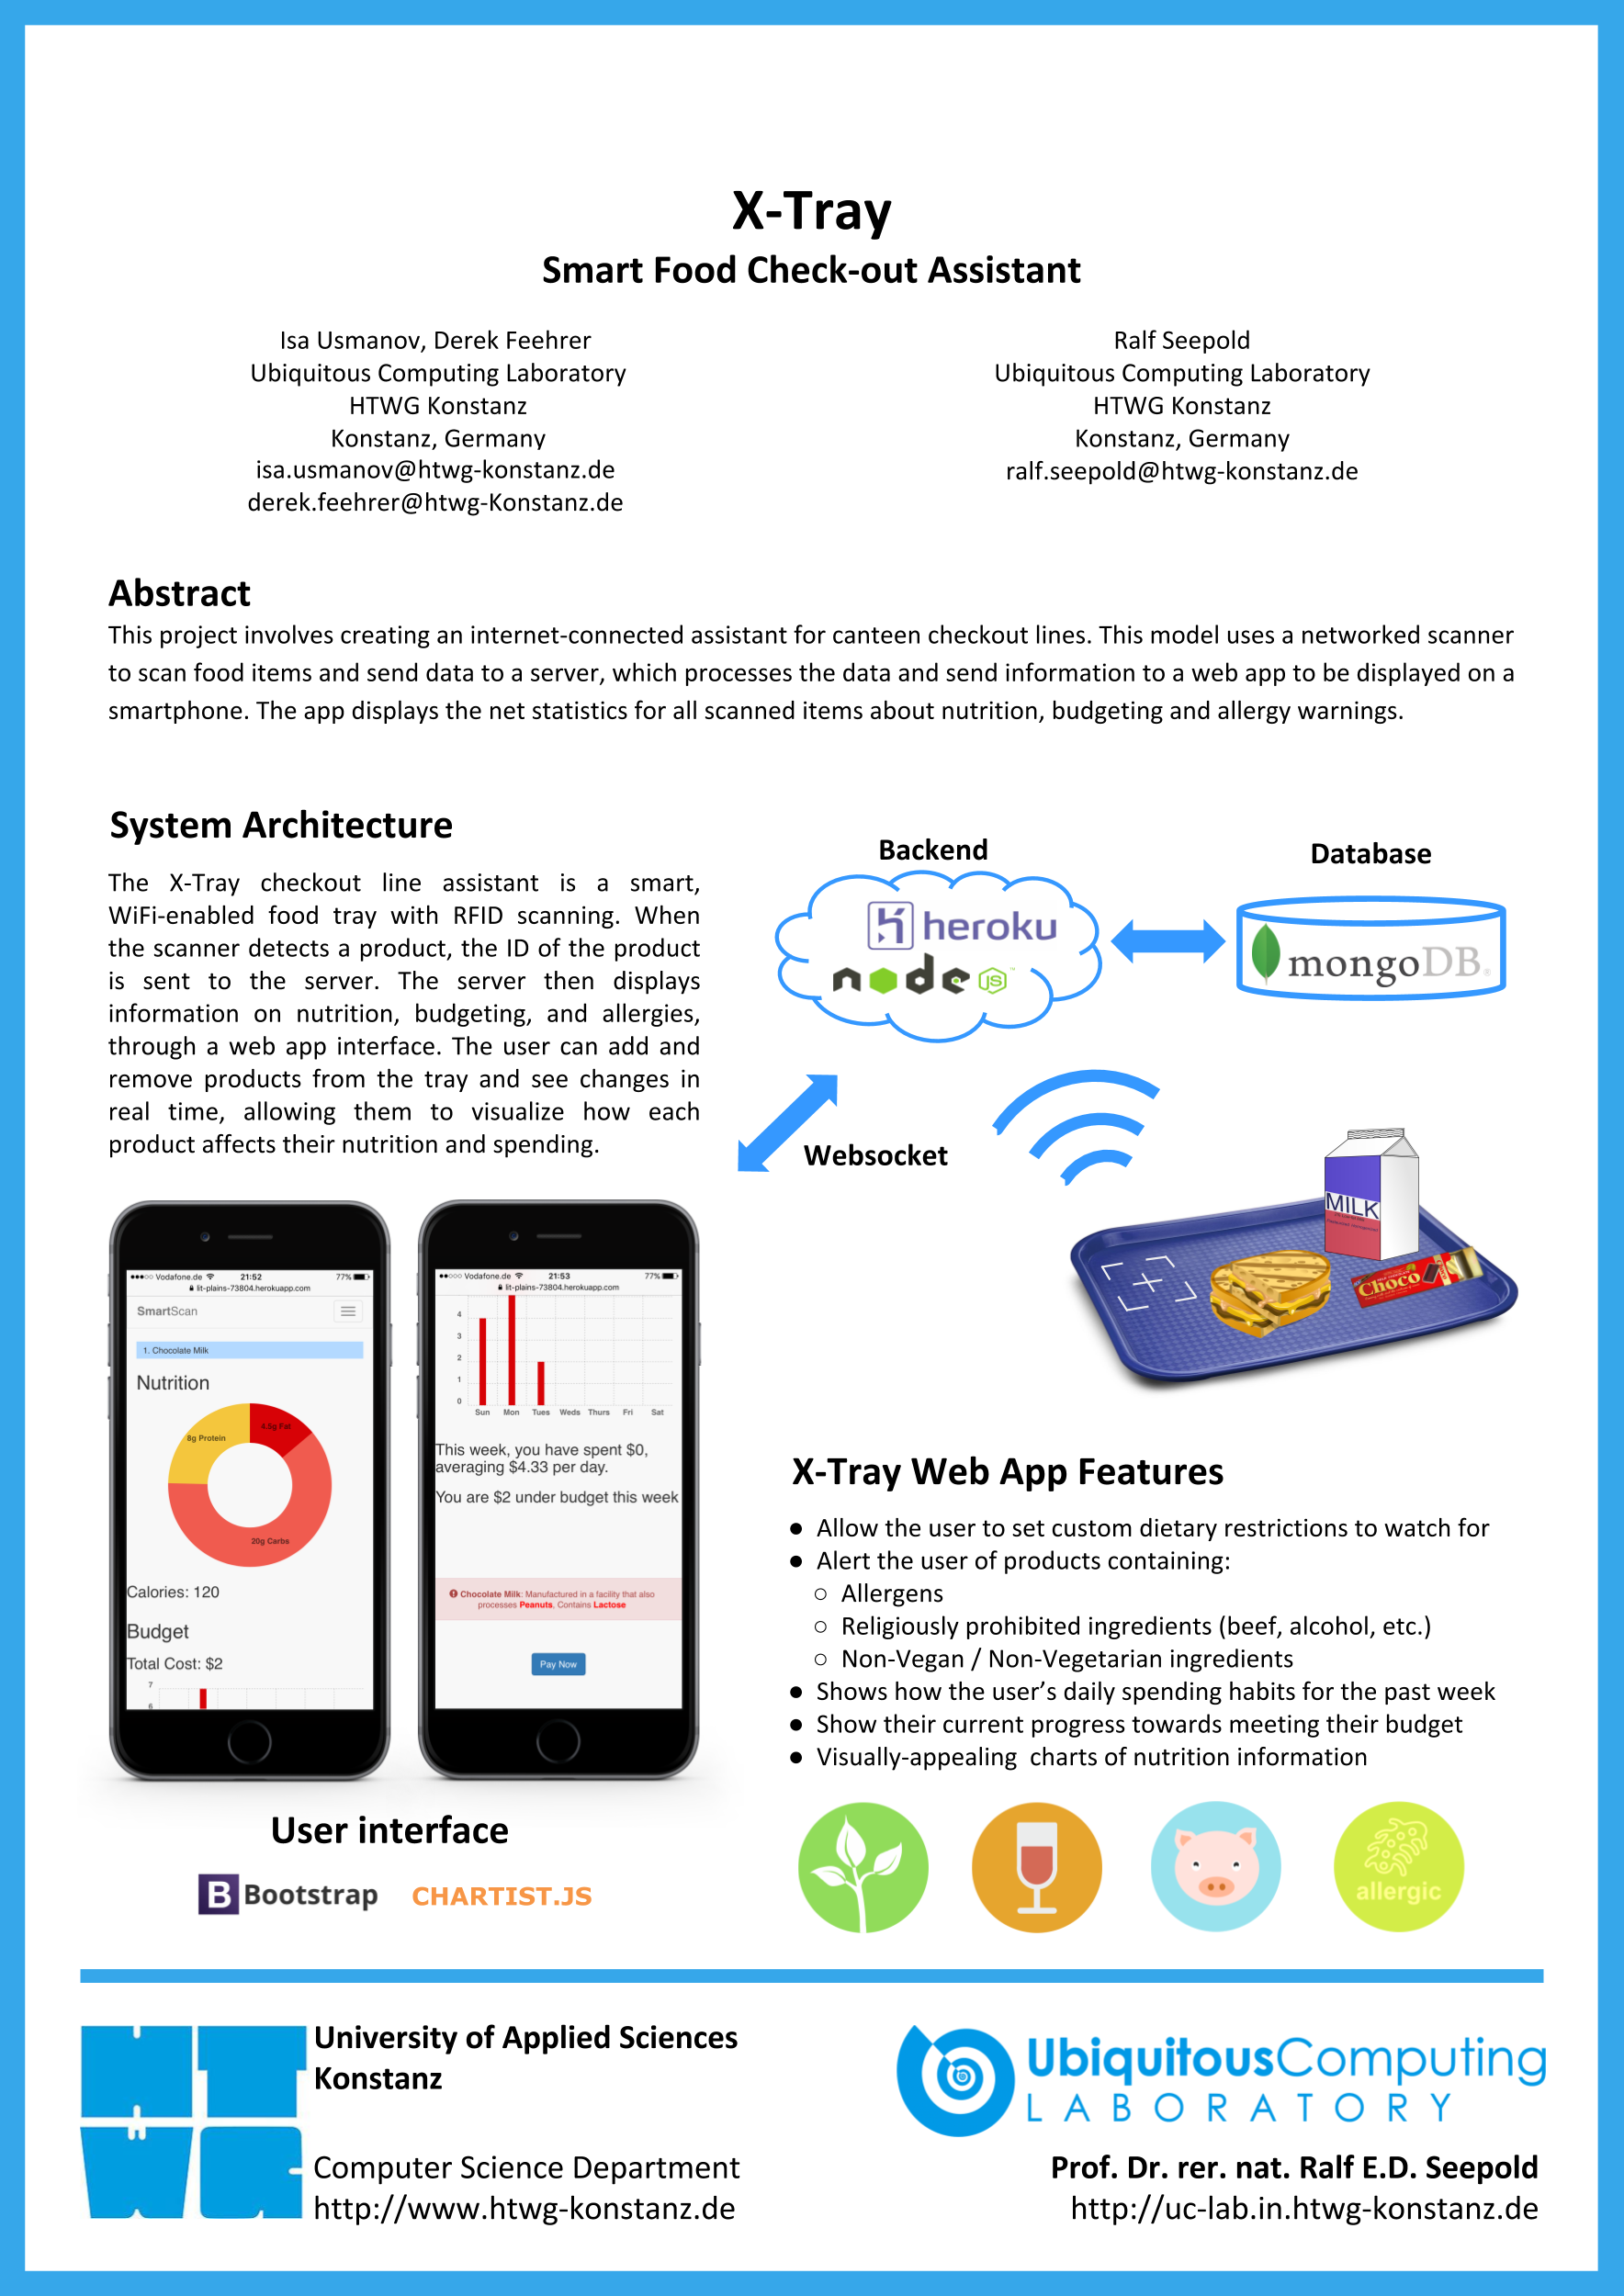 X-Tray
Smart Food Check-out Assistant
Isa Usmanov, Derek Feehrer
Ubiquitous Computing Laboratory
HTWG Konstanz
Konstanz, Germany
isa.usmanov@htwg-konstanz.de
derek.feehrer@htwg-Konstanz.de
Ralf Seepold
Ubiquitous Computing Laboratory
HTWG Konstanz
Konstanz, Germany
ralf.seepold@htwg-konstanz.de
Abstract
This project involves creating an internet-connected assistant for canteen checkout lines. This model uses a networked scanner
to scan food items and send data to a server, which processes the data and send information to a web app to be displayed on a
smartphone. The app displays the net statistics for all scanned items about nutrition, budgeting and allergy warnings.
System Architecture
The X-Tray checkout line assistant is a smart,
WiFi-enabled food tray with RFID scanning. When
the scanner detects a product, the ID of the product
is sent to the server. The server then displays
information on nutrition, budgeting, and allergies,
through a web app interface. The user can add and
remove products from the tray and see changes in
real time, allowing them to visualize how each
product affects their nutrition and spending.
Backend
heroku
node JS ™
Database
mongoDB®
Websocket
MILK
Choco
Vodafone.de 21:52 77%
lit-plains-73804.herokuapp.com
SmartScan
1. Chocolate Milk
Nutrition
4.5g Fat
8g Protein
20g Carbs
Calories: 120
Budget
Total Cost: $2
7
6
Vodafone.de 21:53 77%
lit-plains-73804.herokuapp.com
4
3
2
1
0
Sun Mon Tues Weds Thurs Fri Sat
This week, you have spent $0,
averaging $4.33 per day.
You are $2 under budget this week
Chocolate Milk: Manufactured in a facility that also
processes Peanuts, Contains Lactose
Pay Now
User interface
B Bootstrap CHARTIST.JS
X-Tray Web App Features
● Allow the user to set custom dietary restrictions to watch for
● Alert the user of products containing:
○ Allergens
○ Religiously prohibited ingredients (beef, alcohol, etc.)
○ Non-Vegan / Non-Vegetarian ingredients
● Shows how the user’s daily spending habits for the past week
● Show their current progress towards meeting their budget
● Visually-appealing charts of nutrition information
allergic
HTWG
University of Applied Sciences
Konstanz
Computer Science Department
http://www.htwg-konstanz.de
UbiquitousComputing
LABORATORY
Prof. Dr. rer. nat. Ralf E.D. Seepold
http://uc-lab.in.htwg-konstanz.de